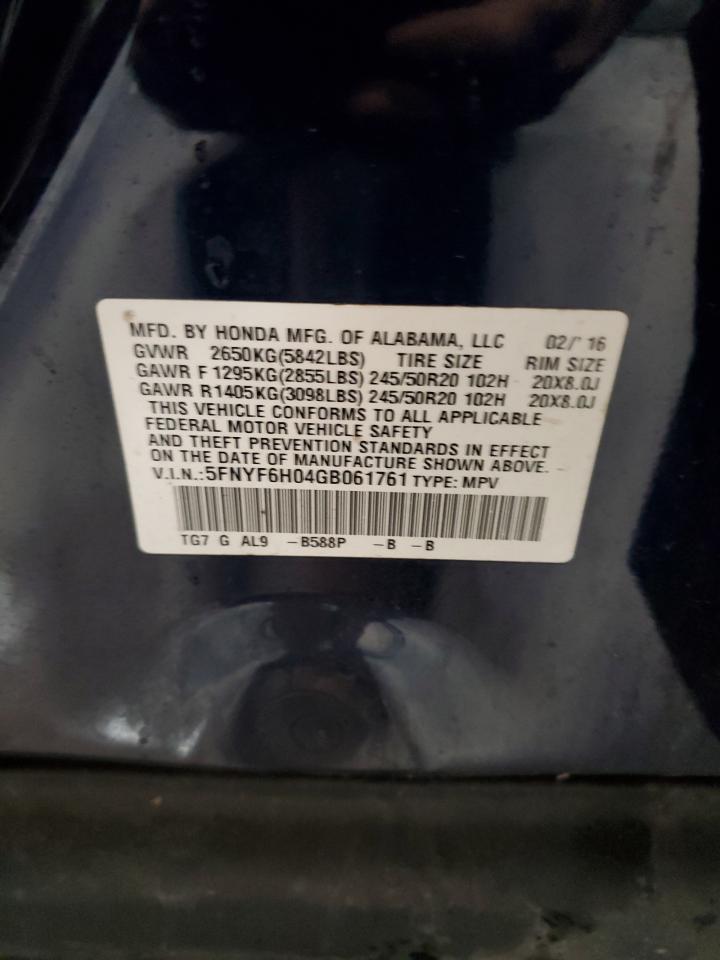 MFD. BY HONDA MFG. OF ALABAMA, LLC 02/ 16
GVWR 2650KG(5842LBS) TIRE SIZE RIM SIZE
GAWR F 1295KG(2855LBS) 245/50R20 102H 20X8.0J
GAWR R1405KG(3098LBS) 245/50R20 102H 20X8.0J
THIS VEHICLE CONFORMS TO ALL APPLICABLE
FEDERAL MOTOR VEHICLE SAFETY
AND THEFT PREVENTION STANDARDS IN EFFECT
ON THE DATE OF MANUFACTURE SHOWN ABOVE.
V.I.N.:5FNYF6H04GB061761 TYPE: MPV
TG7 G AL9 -B588P -B -B